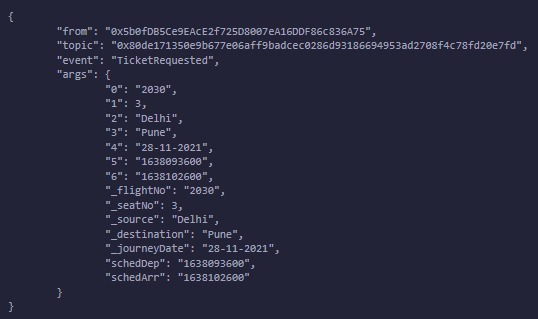 {
"from": "0x5b0fDB5Ce9EAcE2f725D8007eA16DDF86c836A75",
"topic": "0x80de171350e9b677e06aff9badcec0286d93186694953ad2708f4c78fd20e7fd",
"event": "TicketRequested",
"args": {
"0": "2030",
"1": 3,
"2": "Delhi",
"3": "Pune",
"4": "28-11-2021",
"5": "1638093600",
"6": "1638102600",
"_flightNo": "2030",
"_seatNo": 3,
"_source": "Delhi",
"_destination": "Pune",
"_journeyDate": "28-11-2021",
"schedDep": "1638093600",
"schedArr": "1638102600"
}
}